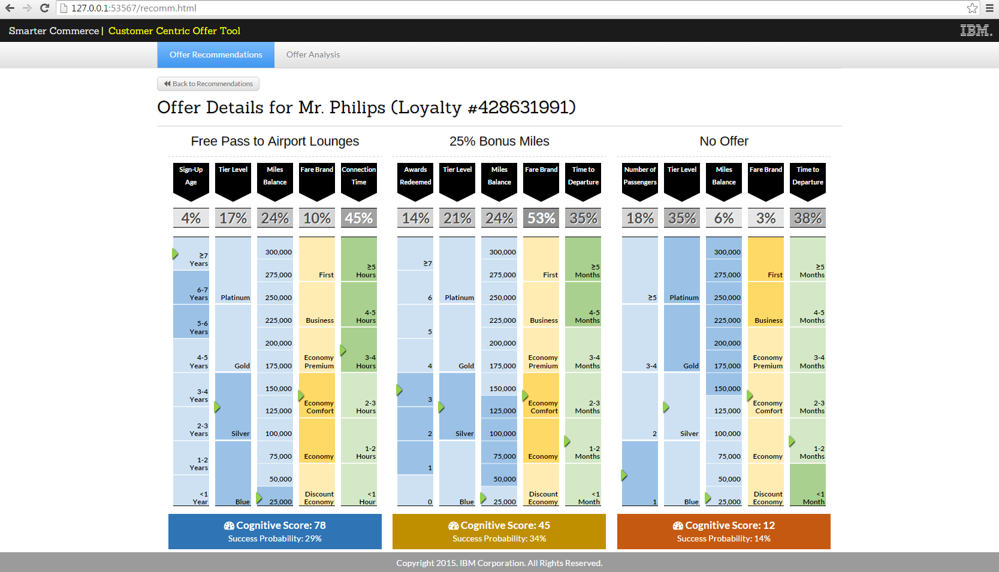 127.0.0.1:53567/recomm.html
Smarter Commerce | Customer Centric Offer Tool
IBM
Offer Recommendations
Offer Analysis
Back to Recommendations
Offer Details for Mr. Philips (Loyalty #428631991)
Free Pass to Airport Lounges
Sign-Up
Age
Tier Level
Miles
Balance
Fare Brand
Connection
Time
4%
17%
24%
10%
45%
≥7
Years
6-7
Years
5-6
Years
4-5
Years
3-4
Years
2-3
Years
1-2
Years
<1
Year
Platinum
Gold
Silver
Blue
300,000
275,000
250,000
225,000
200,000
175,000
150,000
125,000
100,000
75,000
50,000
25,000
First
Business
Economy
Premium
Economy
Comfort
Economy
Discount
Economy
≥5
Hours
4-5
Hours
3-4
Hours
2-3
Hours
1-2
Hours
<1
Hour
Cognitive Score: 78
Success Probability: 29%
25% Bonus Miles
Awards
Redeemed
Tier Level
Miles
Balance
Fare Brand
Time to
Departure
14%
21%
24%
53%
35%
≥7
6
5
4
3
2
1
0
Platinum
Gold
Silver
Blue
300,000
275,000
250,000
225,000
200,000
175,000
150,000
125,000
100,000
75,000
50,000
25,000
First
Business
Economy
Premium
Economy
Comfort
Economy
Discount
Economy
≥5
Months
4-5
Months
3-4
Months
2-3
Months
1-2
Months
<1
Month
Cognitive Score: 45
Success Probability: 34%
No Offer
Number of
Passengers
Tier Level
Miles
Balance
Fare Brand
Time to
Departure
18%
35%
6%
3%
38%
≥5
3-4
2
1
Platinum
Gold
Silver
Blue
300,000
275,000
250,000
225,000
200,000
175,000
150,000
125,000
100,000
75,000
50,000
25,000
First
Business
Economy
Premium
Economy
Comfort
Economy
Discount
Economy
≥5
Months
4-5
Months
3-4
Months
2-3
Months
1-2
Months
<1
Month
Cognitive Score: 12
Success Probability: 14%
Copyright 2015. IBM Corporation. All Rights Reserved.